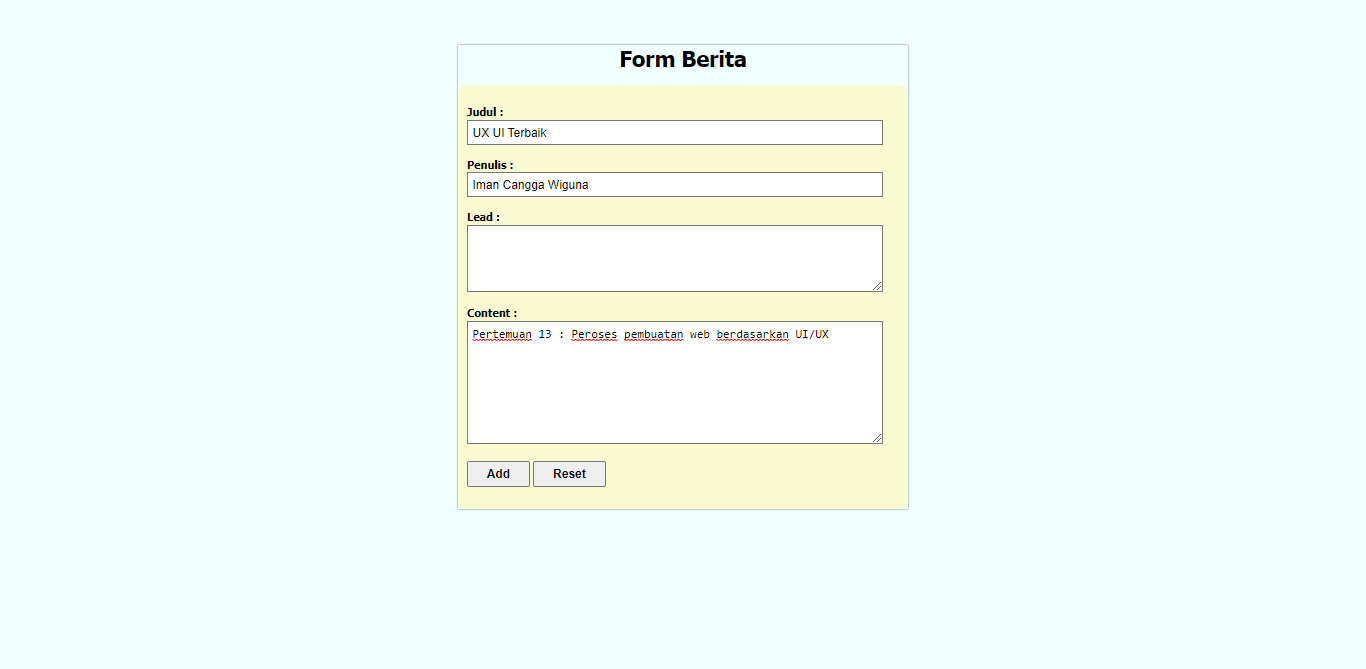 Form Berita
Judul :
UX UI Terbaik
Penulis :
Iman Cangga Wiguna
Lead :
Content :
Pertemuan 13 : Peroses pembuatan web berdasarkan UI/UX
Add Reset